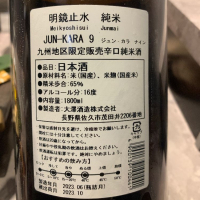 明鏡止水 純米
Meikyoshisui Junmai
JUN-KARA 9 ジュン・カラ ナイン
九州地区限定販売辛口純米酒
●品名:日本酒
●原材料名:米(国産)、米麹(国産米)
●精米歩合:65%
●アルコール分:16度
●内容量:1800ml
●製造者:大澤酒造株式会社
長野県佐久市茂田井2206番地
【おすすめの飲み方】
製造年月
2023.06
2023.10